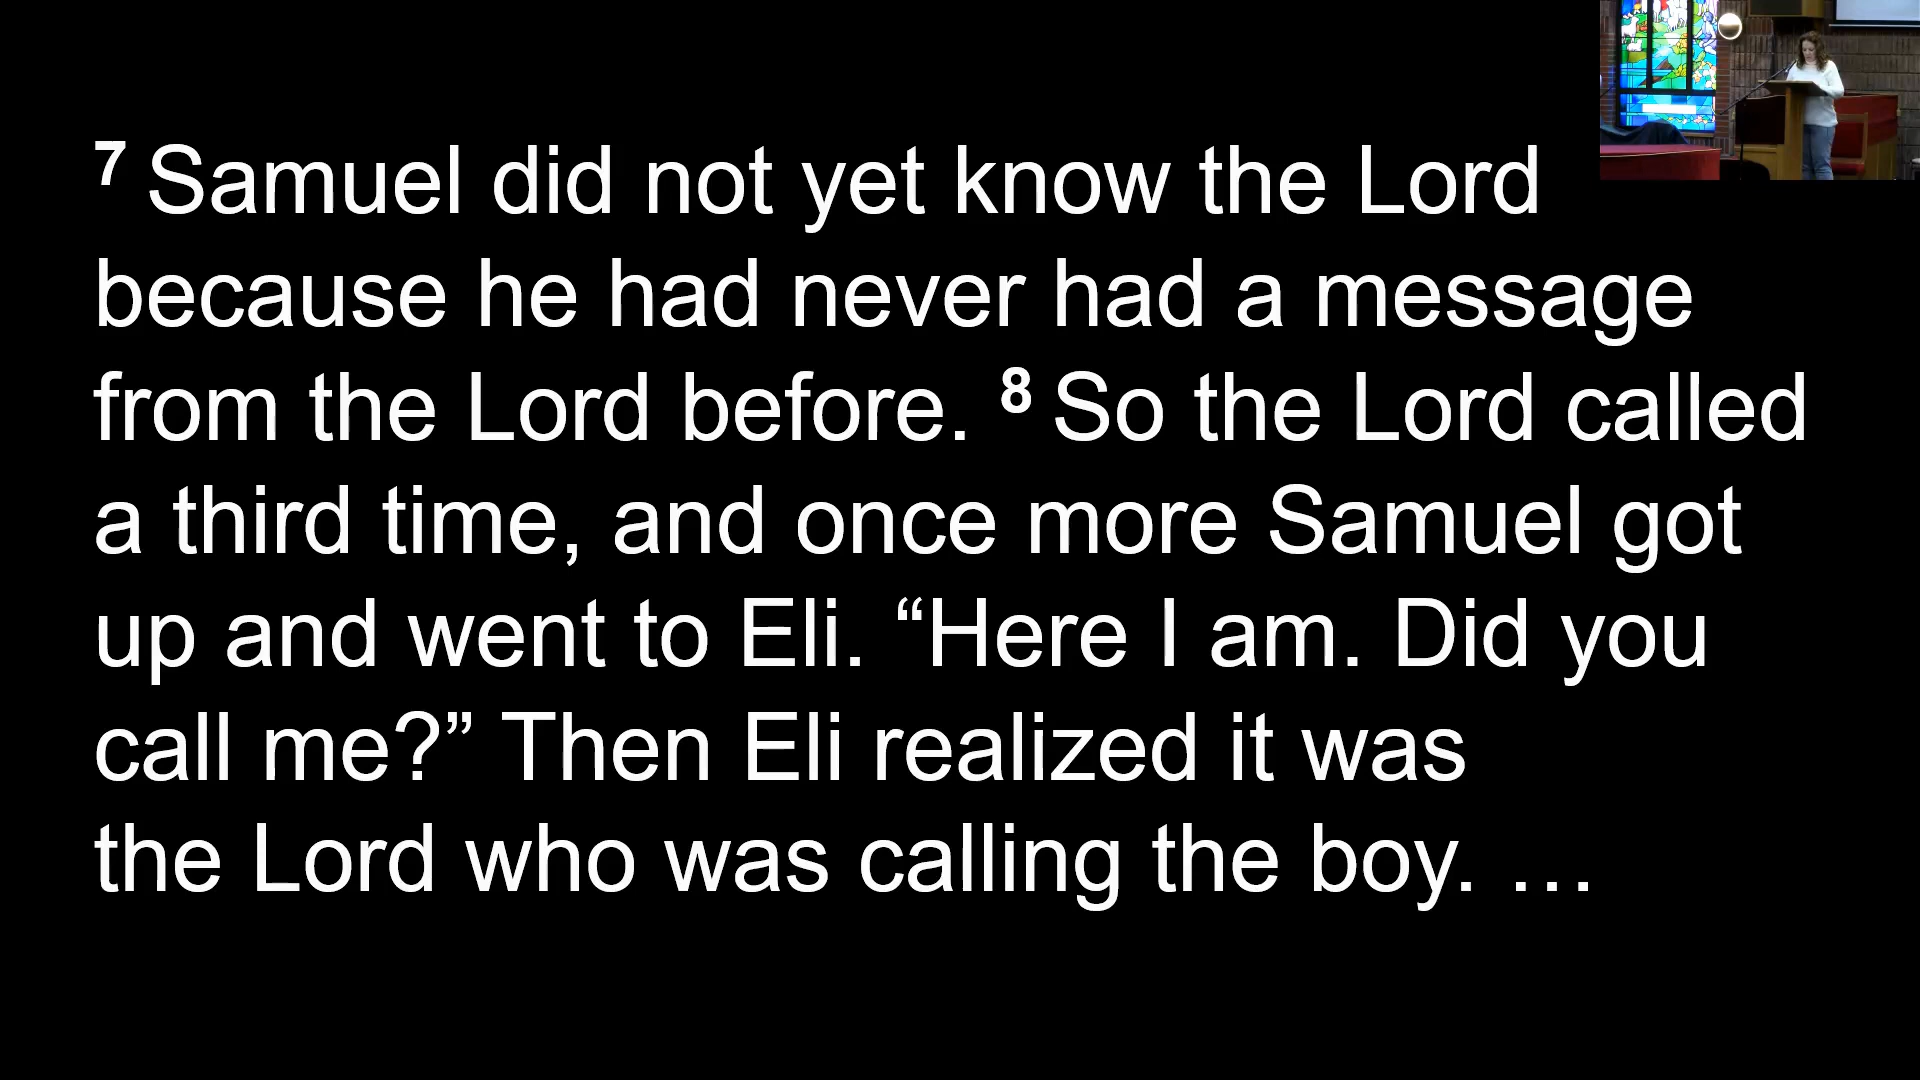 7 Samuel did not yet know the Lord
because he had never had a message
from the Lord before. 8 So the Lord called
a third time, and once more Samuel got
up and went to Eli. “Here I am. Did you
call me?” Then Eli realized it was
the Lord who was calling the boy. …